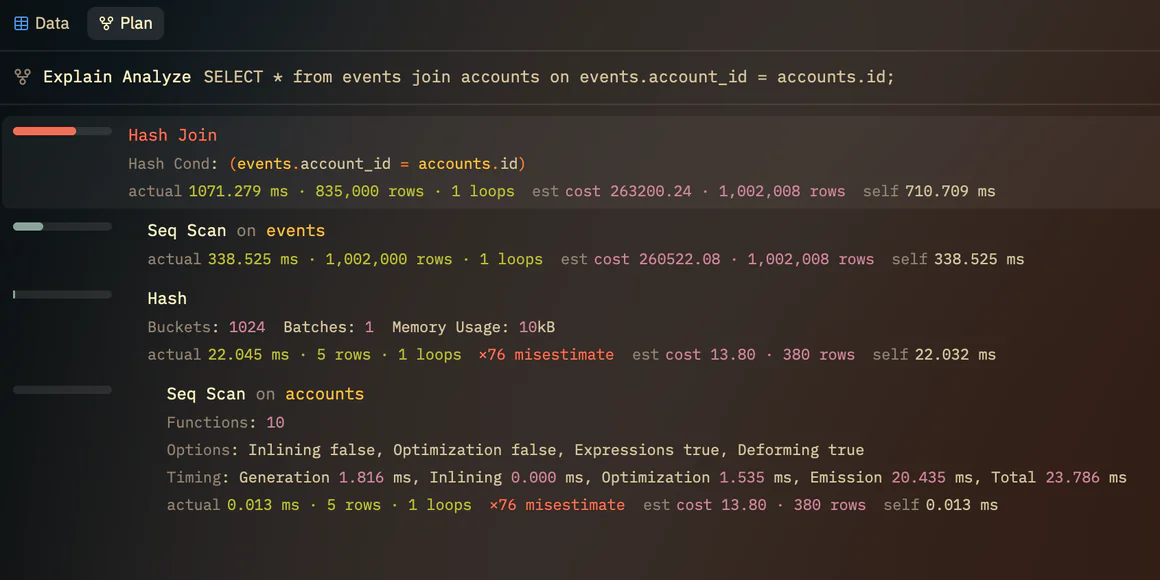 Data Plan
Explain Analyze SELECT * from events join accounts on events.account_id = accounts.id;
Hash Join
Hash Cond: (events.account_id = accounts.id)
actual 1071.279 ms · 835,000 rows · 1 loops est cost 263200.24 · 1,002,008 rows self 710.709 ms
Seq Scan on events
actual 338.525 ms · 1,002,000 rows · 1 loops est cost 260522.08 · 1,002,008 rows self 338.525 ms
Hash
Buckets: 1024 Batches: 1 Memory Usage: 10kB
actual 22.045 ms · 5 rows · 1 loops ×76 misestimate est cost 13.80 · 380 rows self 22.032 ms
Seq Scan on accounts
Functions: 10
Options: Inlining false, Optimization false, Expressions true, Deforming true
Timing: Generation 1.816 ms, Inlining 0.000 ms, Optimization 1.535 ms, Emission 20.435 ms, Total 23.786 ms
actual 0.013 ms · 5 rows · 1 loops ×76 misestimate est cost 13.80 · 380 rows self 0.013 ms